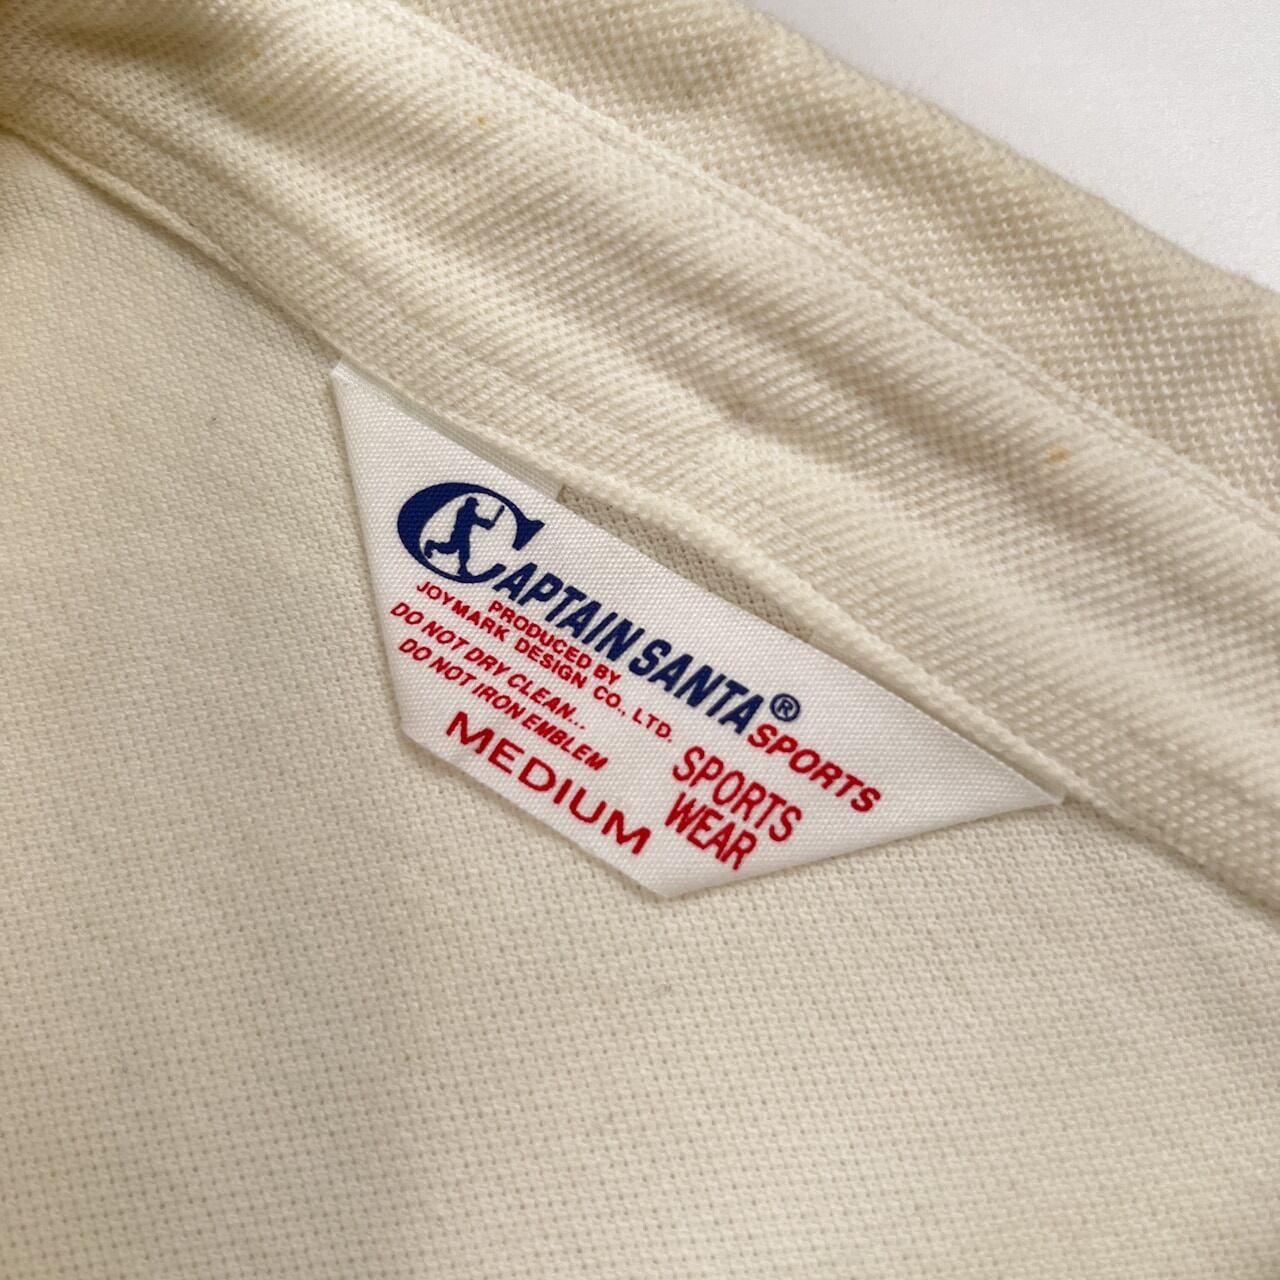 CAPTAIN SANTA®
SPORTS
PRODUCED BY
JOYMARK DESIGN CO., LTD.
DO NOT DRY CLEAN...
DO NOT IRON EMBLEM
MEDIUM
SPORTS
WEAR